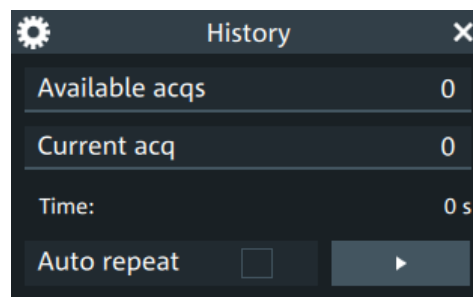 History
Available acqs 0
Current acq 0
Time: 0 s
Auto repeat